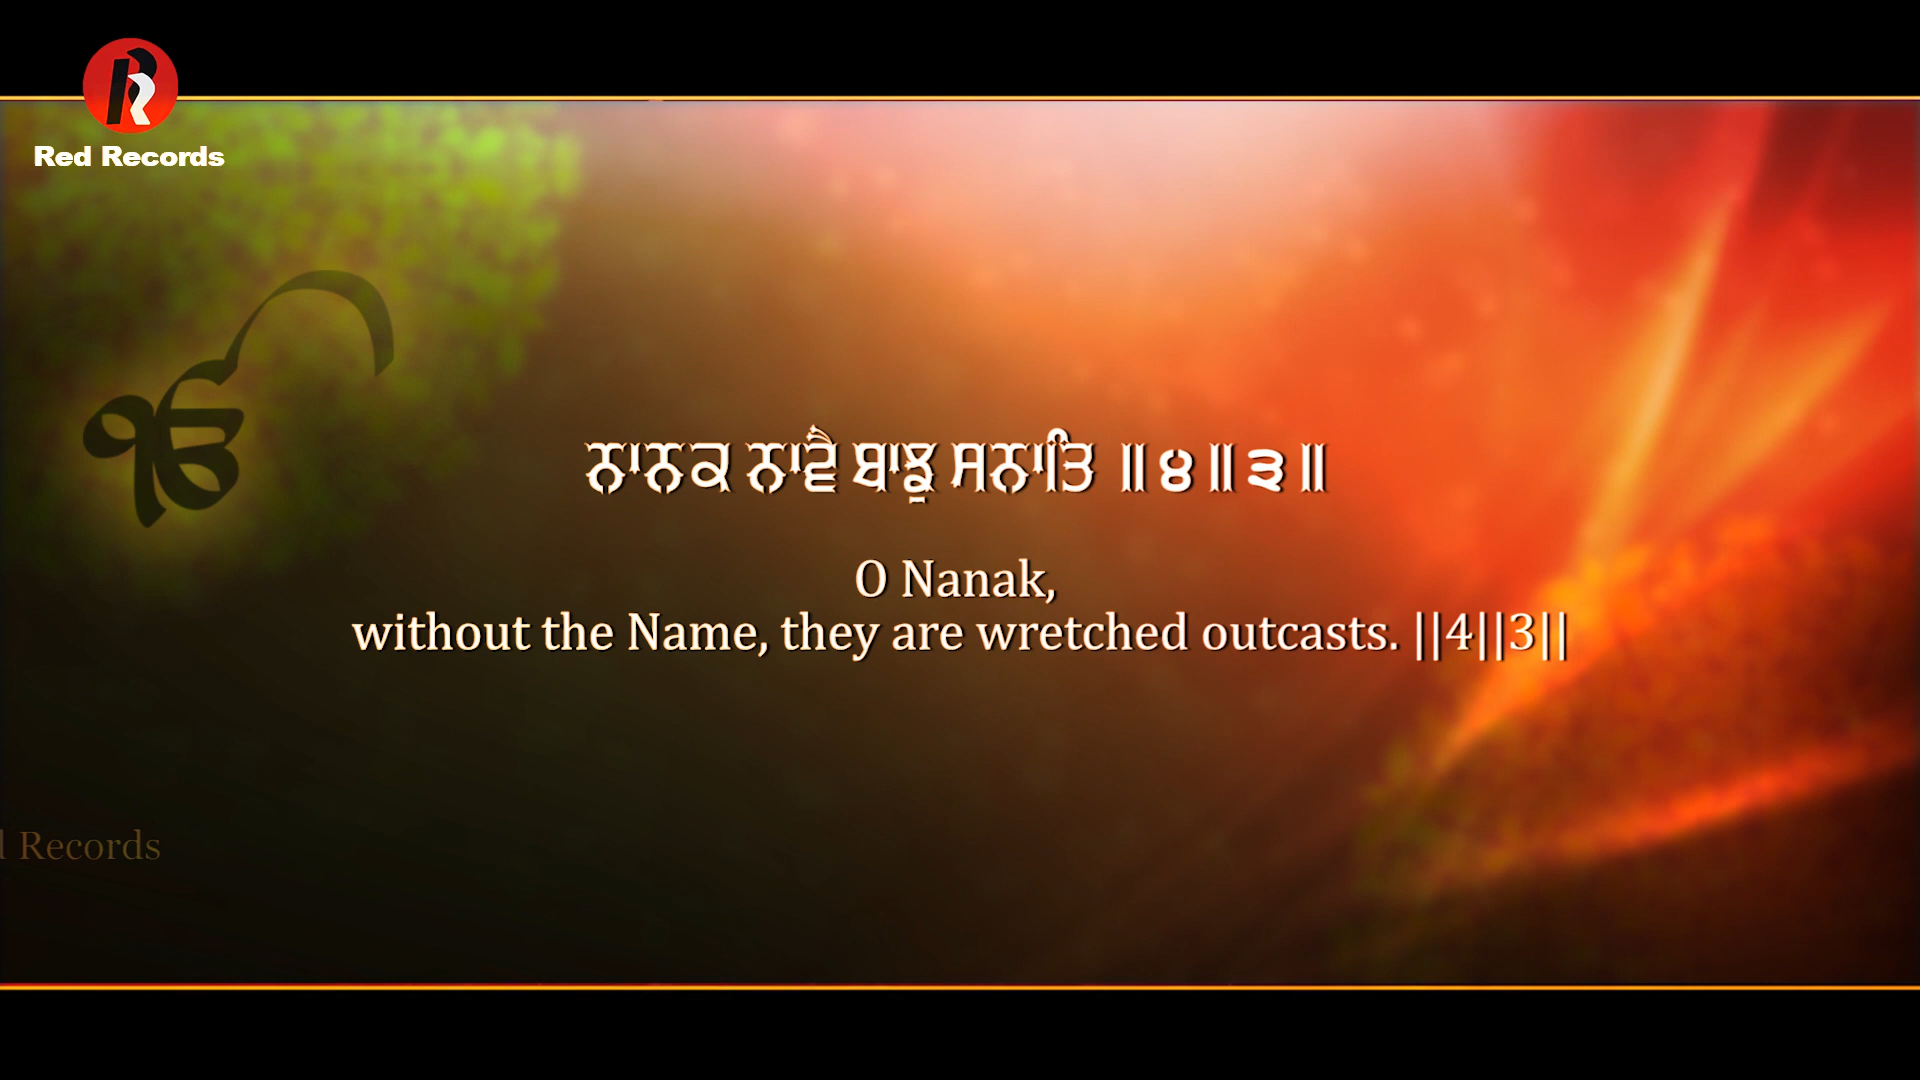 Red Records
ੴ
ਨਾਨਕ ਨਾਵੈ ਬਾਝੁ ਸਨਾਤਿ ॥੪॥੩॥
O Nanak,
without the Name, they are wretched outcasts. ||4||3||
Records